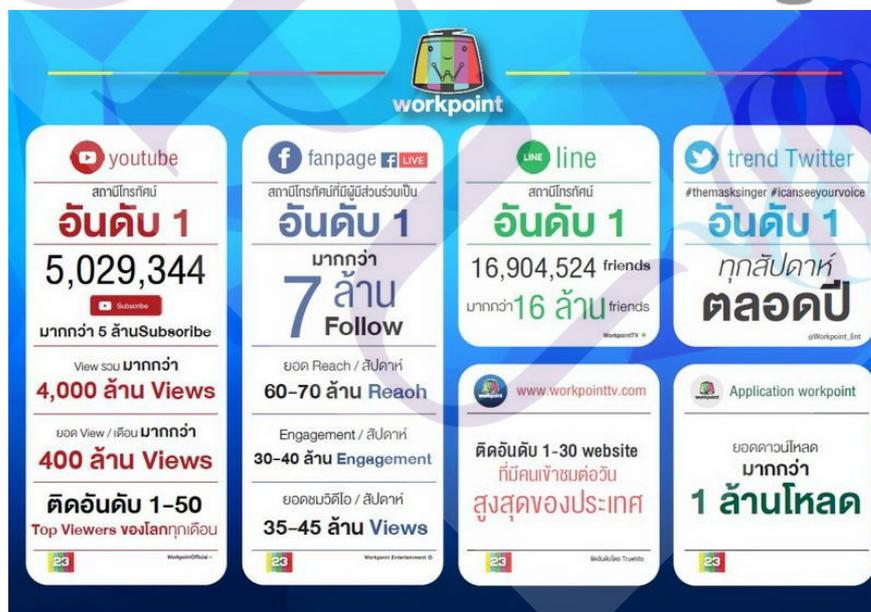 workpoint
youtube
สถานีโทรทัศน์
อันดับ 1
5,029,344
Subscribe
มากกว่า 5 ล้านSubsoribe
View รวม มากกว่า
4,000 ล้าน Views
ยอด View / เดือน มากกว่า
400 ล้าน Views
ติดอันดับ 1-50
Top Viewers ของโลกทุกเดือน
23
WorkpointOfficial
fanpage f LIVE
สถานีโทรทัศน์ที่มีผู้มีส่วนร่วมเป็น
อันดับ 1
มากกว่า
7 ล้าน
Follow
ยอด Reach / สัปดาห์
60-70 ล้าน Reaoh
Engagement / สัปดาห์
30-40 ล้าน Engagement
ยอดชมวิดีโอ / สัปดาห์
35-45 ล้าน Views
23
Workpoint Entertainment
LINE line
สถานีโทรทัศน์
อันดับ 1
16,904,524 friends
มากกว่า 16 ล้าน friends
WorkpointTV
trend Twitter
#themasksinger #icanseeyourvoice
อันดับ 1
ทุกสัปดาห์
ตลอดปี
@Workpoint_Ent
workpoint
www.workpointtv.com
ติดอันดับ 1-30 website
ที่มีคนเข้าชมต่อวัน
สูงสุดของประเทศ
23
จัดอันดับโดย Truehits
workpoint
Application workpoint
ยอดดาวน์โหลด
มากกว่า
1 ล้านโหลด
23